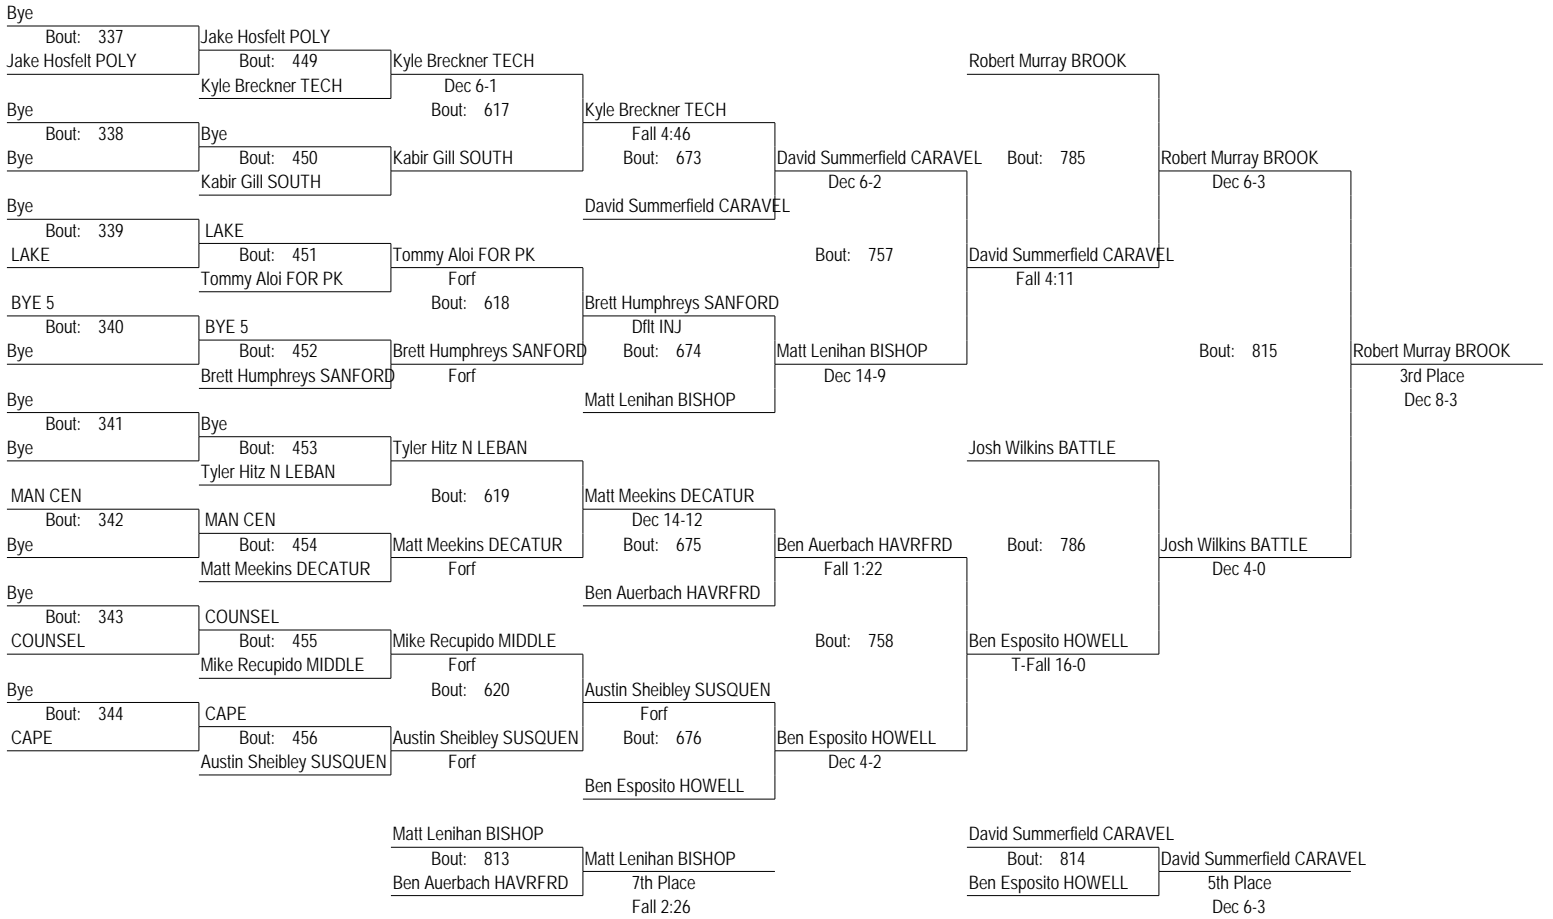 Bye
Bout: 337 Jake Hosfelt POLY
Jake Hosfelt POLY Bout: 449 Kyle Breckner TECH Robert Murray BROOK
Kyle Breckner TECH Dec 6-1
Bye Bout: 617 Kyle Breckner TECH
Bout: 338 Bye Fall 4:46
Bye Bout: 450 Kabir Gill SOUTH Bout: 673 David Summerfield CARAVEL Bout: 785 Robert Murray BROOK
Kabir Gill SOUTH Dec 6-2 Dec 6-3
Bye David Summerfield CARAVEL
Bout: 339 LAKE
LAKE Bout: 451 Tommy Aloi FOR PK Bout: 757 David Summerfield CARAVEL
Tommy Aloi FOR PK Forf Fall 4:11
BYE 5 Bout: 618 Brett Humphreys SANFORD
Bout: 340 BYE 5 Dflt INJ
Bye Bout: 452 Brett Humphreys SANFORD Bout: 674 Matt Lenihan BISHOP Bout: 815 Robert Murray BROOK
Brett Humphreys SANFORD Forf Dec 14-9 3rd Place
Bye Matt Lenihan BISHOP Dec 8-3
Bout: 341 Bye
Bye Bout: 453 Tyler Hitz N LEBAN Josh Wilkins BATTLE
Tyler Hitz N LEBAN
MAN CEN Bout: 619 Matt Meekins DECATUR
Bout: 342 MAN CEN Dec 14-12
Bye Bout: 454 Matt Meekins DECATUR Bout: 675 Ben Auerbach HAVRFRD Bout: 786 Josh Wilkins BATTLE
Matt Meekins DECATUR Forf Fall 1:22 Dec 4-0
Bye Ben Auerbach HAVRFRD
Bout: 343 COUNSEL
COUNSEL Bout: 455 Mike Recupido MIDDLE Bout: 758 Ben Esposito HOWELL
Mike Recupido MIDDLE Forf T-Fall 16-0
Bye Bout: 620 Austin Sheibley SUSQUEN
Bout: 344 CAPE Forf
CAPE Bout: 456 Austin Sheibley SUSQUEN Bout: 676 Ben Esposito HOWELL
Austin Sheibley SUSQUEN Forf Dec 4-2
Ben Esposito HOWELL
Matt Lenihan BISHOP David Summerfield CARAVEL
Bout: 813 Matt Lenihan BISHOP Bout: 814 David Summerfield CARAVEL
Ben Auerbach HAVRFRD 7th Place Ben Esposito HOWELL 5th Place
Fall 2:26 Dec 6-3